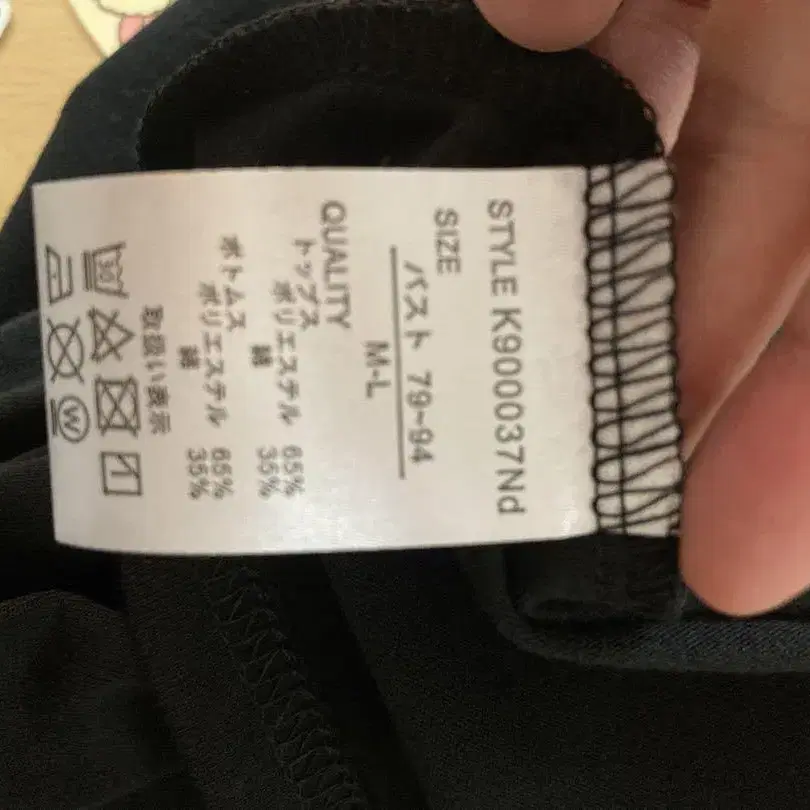 STYLE K900037Nd
SIZE
バスト 79~94
M-L
QUALITY
トップス
ポリエステル 65%
綿 35%
ボトムス
ポリエステル 65%
綿 35%
取扱い表示
30
W